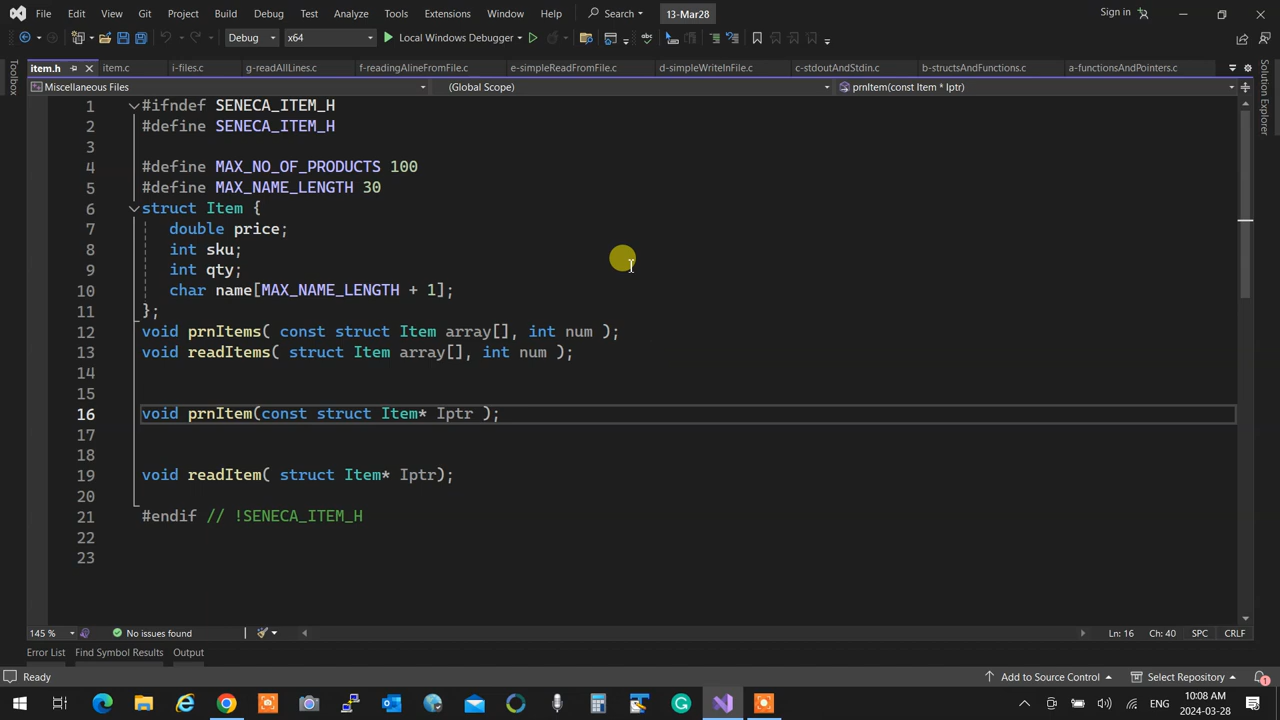 File Edit View Git Project Build Debug Test Analyze Tools Extensions Window Help Search 13-Mar28 Sign in
Debug x64 Local Windows Debugger
item.h item.c i-files.c g-readAllLines.c f-readingAlineFromFile.c e-simpleReadFromFile.c d-simpleWriteInFile.c c-stdoutAndStdin.c b-structsAndFunctions.c a-functionsAndPointers.c
Toolbox
Solution Explorer
Miscellaneous Files (Global Scope) prnItem(const Item * Iptr)
1 #ifndef SENECA_ITEM_H
2 #define SENECA_ITEM_H
3
4 #define MAX_NO_OF_PRODUCTS 100
5 #define MAX_NAME_LENGTH 30
6 struct Item {
7 double price;
8 int sku;
9 int qty;
10 char name[MAX_NAME_LENGTH + 1];
11 };
12 void prnItems( const struct Item array[], int num );
13 void readItems( struct Item array[], int num );
14
15
16 void prnItem(const struct Item* Iptr );
17
18
19 void readItem( struct Item* Iptr);
20
21 #endif // !SENECA_ITEM_H
22
23
145 % No issues found Ln: 16 Ch: 40 SPC CRLF
Error List Find Symbol Results Output
Ready Add to Source Control Select Repository 1
ENG 10:08 AM
2024-03-28